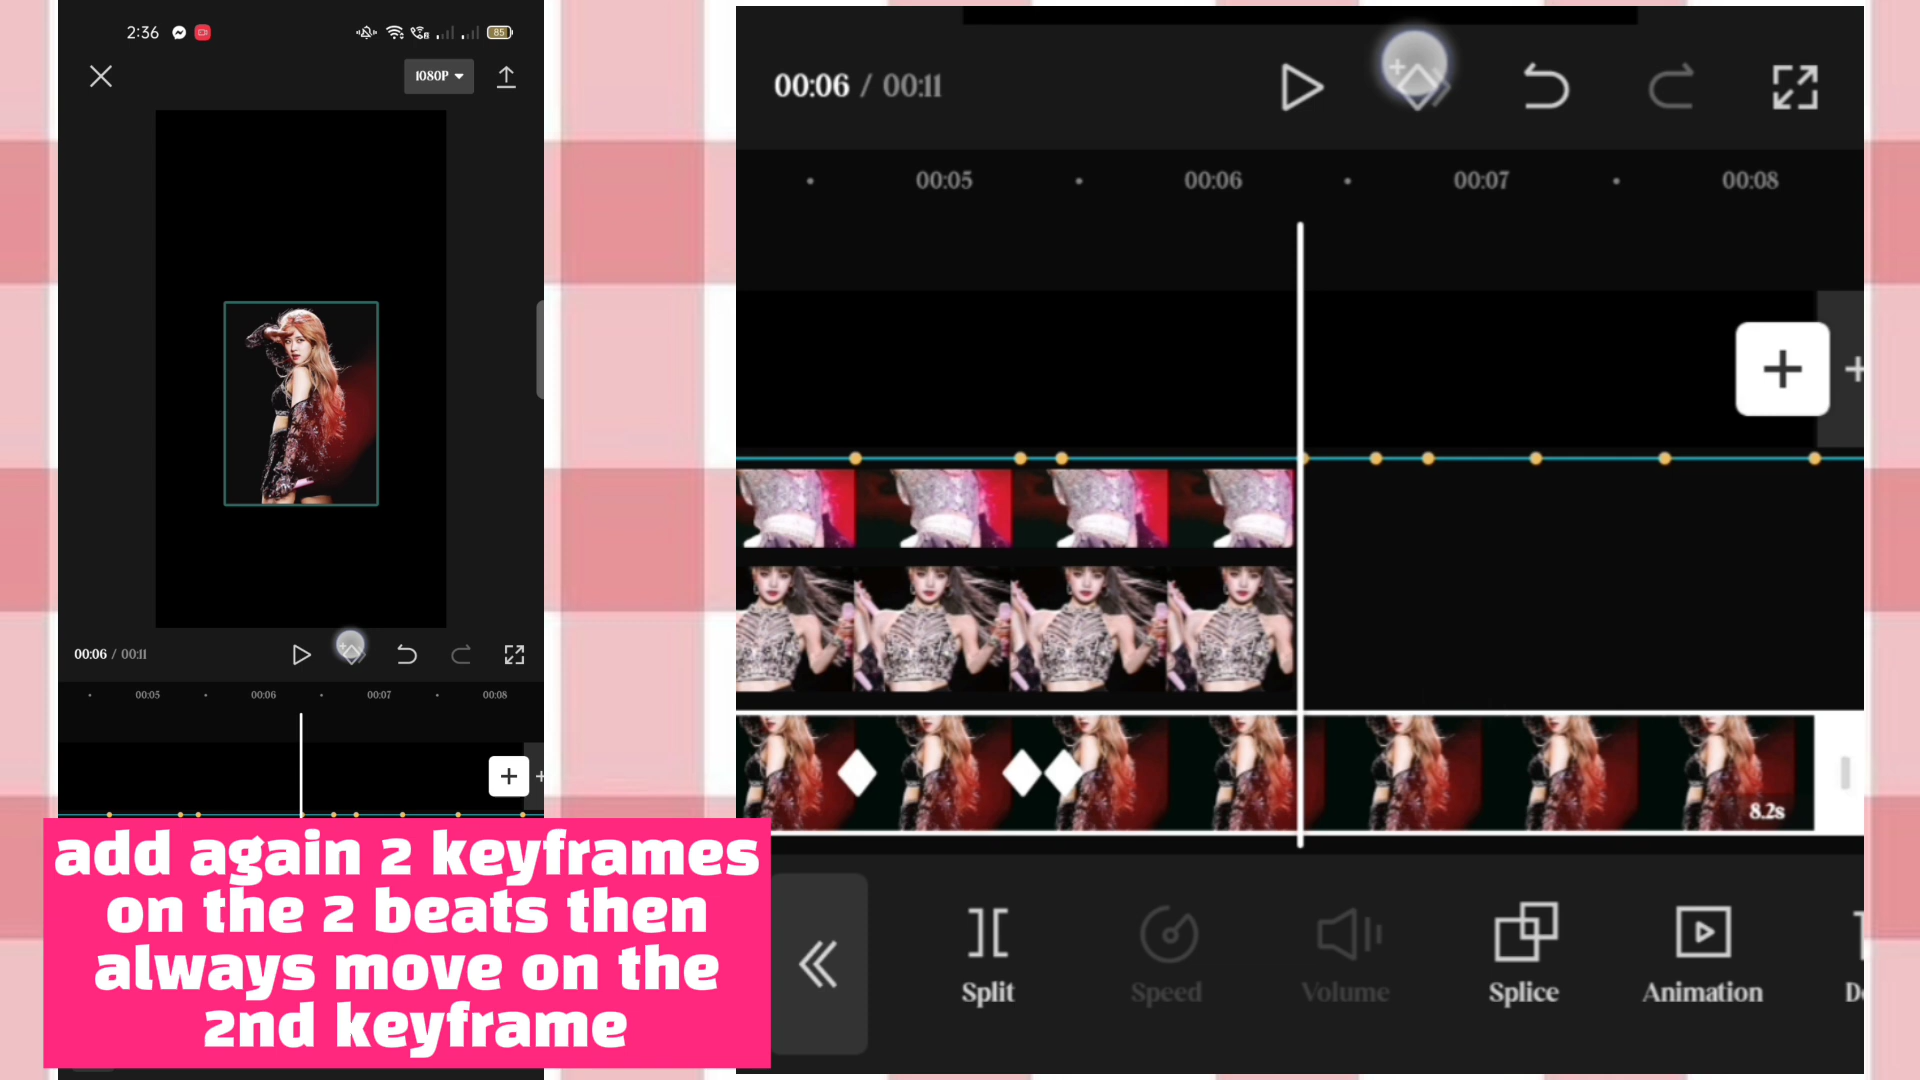 2:36
85
1080P
00:06 / 00:11
00:05 00:06 00:07 00:08
add again 2 keyframes
on the 2 beats then
always move on the
2nd keyframe
00:06 / 00:11
00:05 00:06 00:07 00:08
8.2s
Split Speed Volume Splice Animation